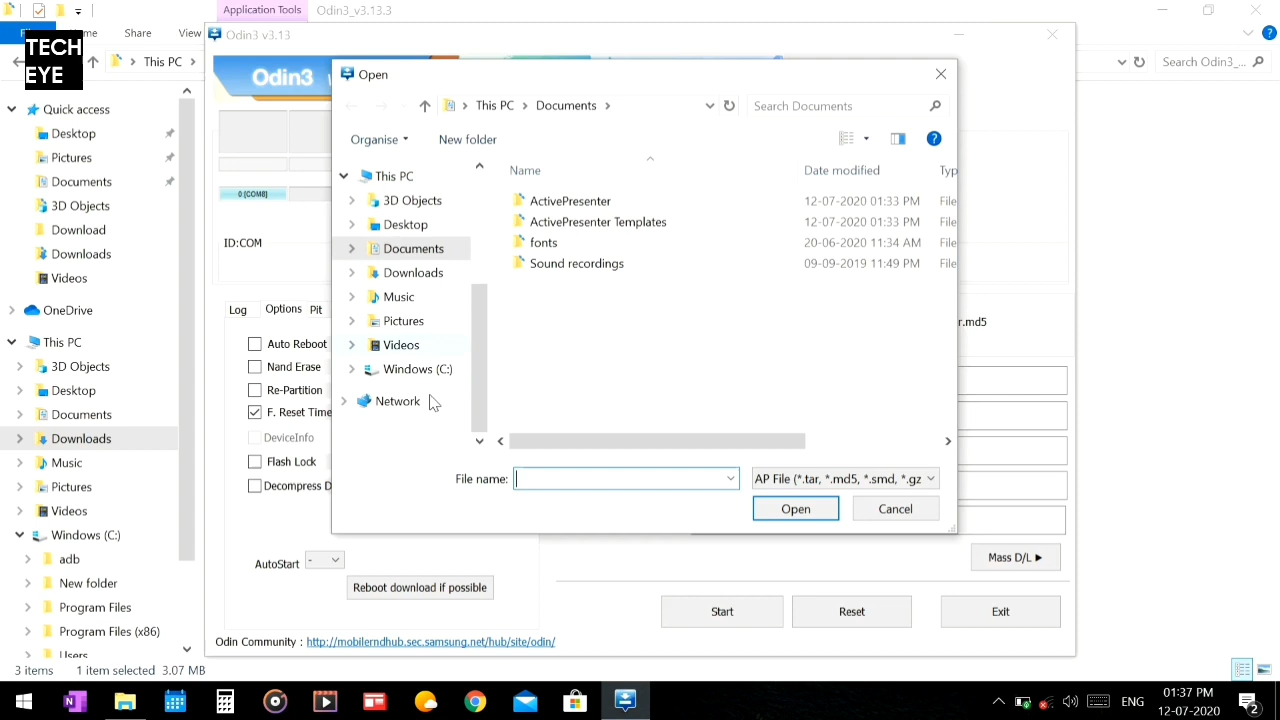 Application Tools
Odin3_v3.13.3
TECH
EYE
Home
Share
View
This PC
Search Odin3_...
Quick access
Desktop
Pictures
Documents
3D Objects
Download
Downloads
Videos
OneDrive
This PC
3D Objects
Desktop
Documents
Downloads
Music
Pictures
Videos
Windows (C:)
adb
New folder
Program Files
Program Files (x86)
Users
3 items
1 item selected 3.07 MB
Odin3 v3.13
Odin3
0:[COM8]
ID:COM
Log
Options
Pit
Auto Reboot
Nand Erase
Re-Partition
F. Reset Time
DeviceInfo
Flash Lock
Decompress D
AutoStart
-
Reboot download if possible
Odin Community : http://mobilerndhub.sec.samsung.net/hub/site/odin/
r.md5
Mass D/L
Start
Reset
Exit
Open
This PC
Documents
Search Documents
Organise
New folder
This PC
3D Objects
Desktop
Documents
Downloads
Music
Pictures
Videos
Windows (C:)
Network
Name
Date modified
Typ
ActivePresenter
12-07-2020 01:33 PM
File
ActivePresenter Templates
12-07-2020 01:33 PM
File
fonts
20-06-2020 11:34 AM
File
Sound recordings
09-09-2019 11:49 PM
File
File name:
AP File (*.tar, *.md5, *.smd, *.gz
Open
Cancel
ENG
01:37 PM
12-07-2020
2